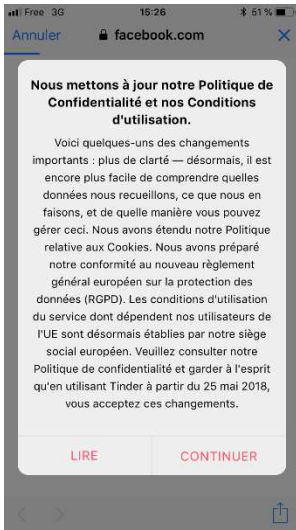 Free 3G 15:26 51 %
Annuler facebook.com
Nous mettons à jour notre Politique de
Confidentialité et nos Conditions
d'utilisation.
Voici quelques-uns des changements
importants : plus de clarté — désormais, il est
encore plus facile de comprendre quelles
données nous recueillons, ce que nous en
faisons, et de quelle manière vous pouvez
gérer ceci. Nous avons étendu notre Politique
relative aux Cookies. Nous avons préparé
notre conformité au nouveau règlement
général européen sur la protection des
données (RGPD). Les conditions d'utilisation
du service dont dépendent nos utilisateurs de
l'UE sont désormais établies par notre siège
social européen. Veuillez consulter notre
Politique de confidentialité et garder à l'esprit
qu'en utilisant Tinder à partir du 25 mai 2018,
vous acceptez ces changements.
LIRE CONTINUER